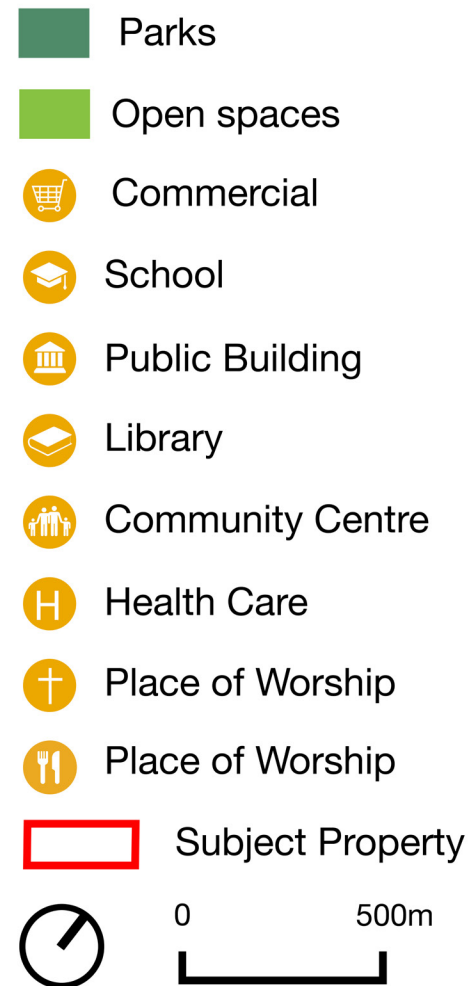 Parks
Open spaces
Commercial
School
Public Building
Library
Community Centre
H Health Care
Place of Worship
Place of Worship
Subject Property
0 500m